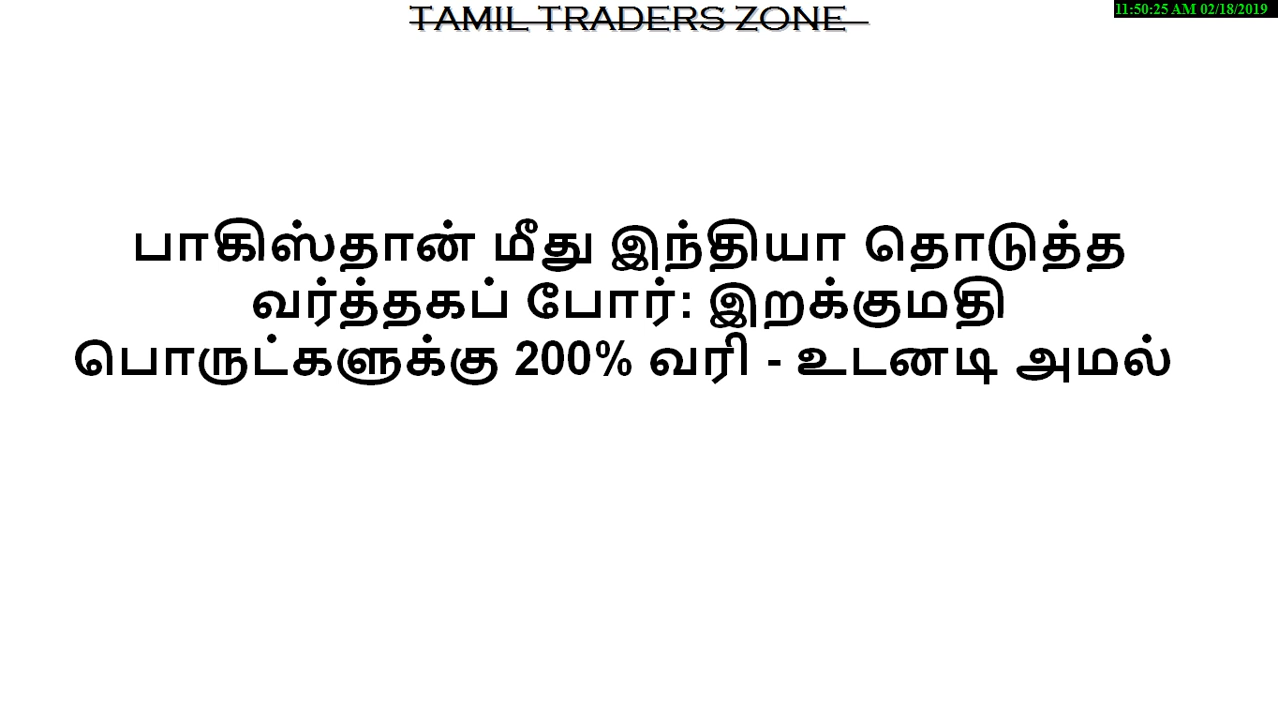 TAMIL TRADERS ZONE
11:50:25 AM 02/18/2019
பாகிஸ்தான் மீது இந்தியா தொடுத்த
வர்த்தகப் போர்: இறக்குமதி
பொருட்களுக்கு 200% வரி - உடனடி அமல்